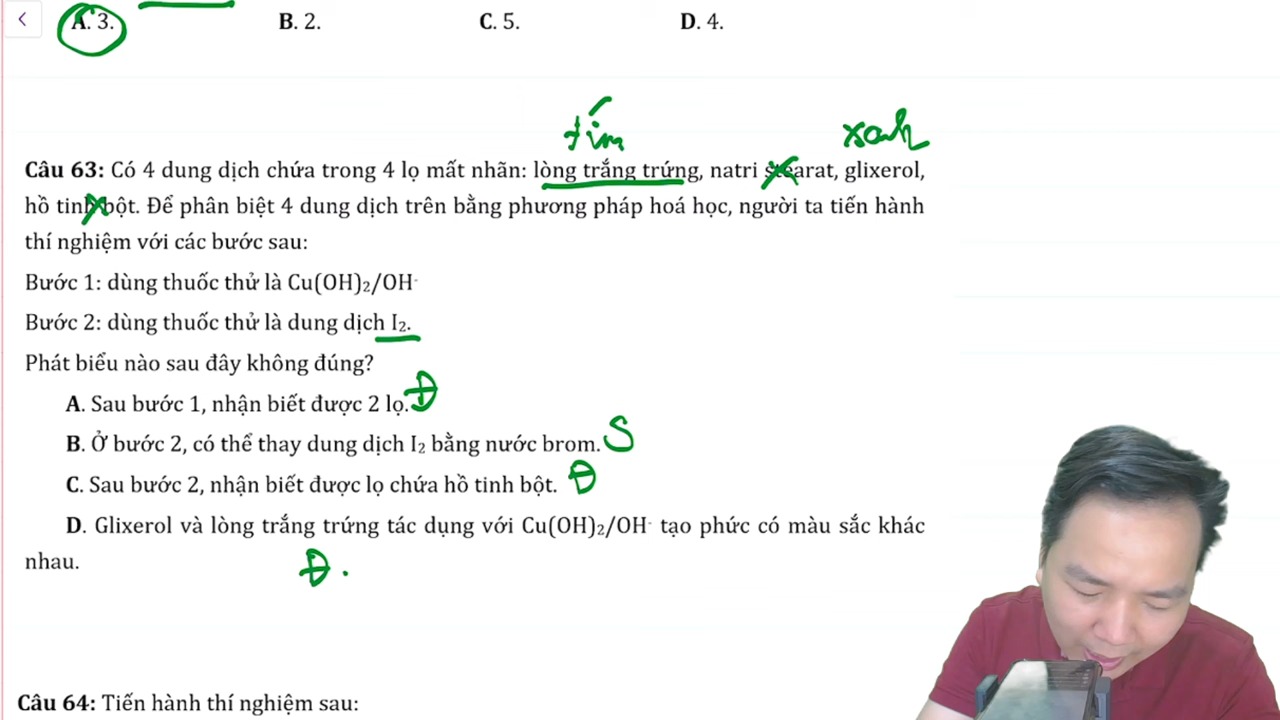 A. 3. B. 2. C. 5. D. 4.
tím xanh
Câu 63: Có 4 dung dịch chứa trong 4 lọ mất nhãn: lòng trắng trứng, natri stearat, glixerol,
hồ tinh bột. Để phân biệt 4 dung dịch trên bằng phương pháp hoá học, người ta tiến hành
thí nghiệm với các bước sau:
Bước 1: dùng thuốc thử là Cu(OH)₂/OH⁻
Bước 2: dùng thuốc thử là dung dịch I₂.
Phát biểu nào sau đây không đúng?
A. Sau bước 1, nhận biết được 2 lọ. Đ
B. Ở bước 2, có thể thay dung dịch I₂ bằng nước brom. S
C. Sau bước 2, nhận biết được lọ chứa hồ tinh bột. Đ
D. Glixerol và lòng trắng trứng tác dụng với Cu(OH)₂/OH⁻ tạo phức có màu sắc khác
nhau.
Đ.
Câu 64: Tiến hành thí nghiệm sau: